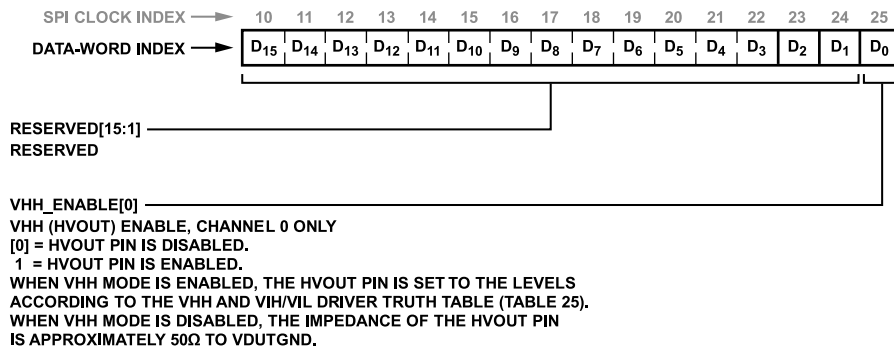 SPI CLOCK INDEX 10 11 12 13 14 15 16 17 18 19 20 21 22 23 24 25
DATA-WORD INDEX D15 D14 D13 D12 D11 D10 D9 D8 D7 D6 D5 D4 D3 D2 D1 D0
RESERVED[15:1]
RESERVED
VHH_ENABLE[0]
VHH (HVOUT) ENABLE, CHANNEL 0 ONLY
[0] = HVOUT PIN IS DISABLED.
1 = HVOUT PIN IS ENABLED.
WHEN VHH MODE IS ENABLED, THE HVOUT PIN IS SET TO THE LEVELS
ACCORDING TO THE VHH AND VIH/VIL DRIVER TRUTH TABLE (TABLE 25).
WHEN VHH MODE IS DISABLED, THE IMPEDANCE OF THE HVOUT PIN
IS APPROXIMATELY 50Ω TO VDUTGND.